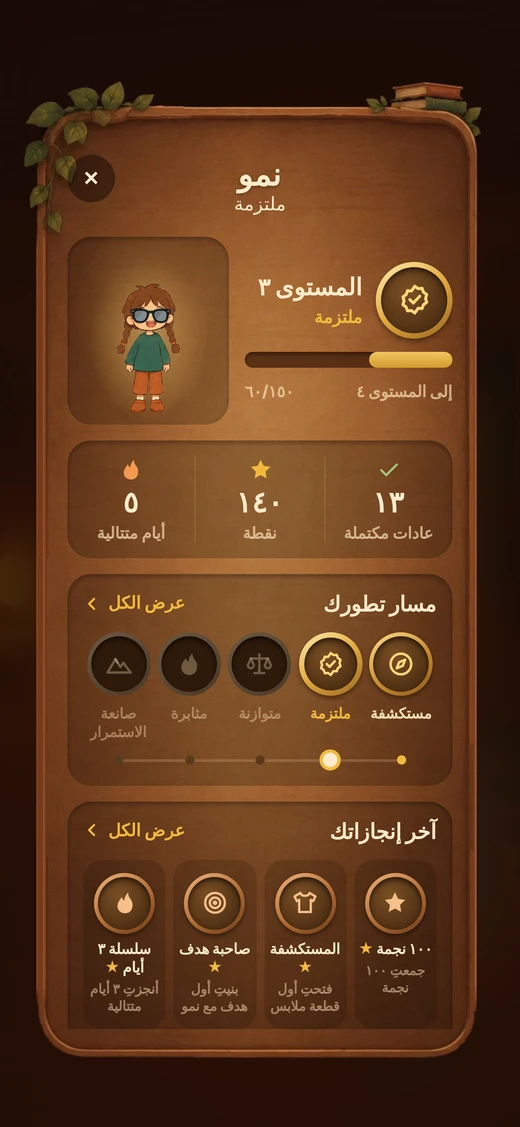 نمو
ملتزمة
المستوى ٣
ملتزمة
إلى المستوى ٤
٦٠/١٥٠
١٣
عادات مكتملة
١٤٠
نقطة
٥
أيام متتالية
مسار تطورك
عرض الكل
مستكشفة
ملتزمة
متوازنة
مثابرة
صانعة
الاستمرار
آخر إنجازاتك
عرض الكل
١٠٠ نجمة
جمعتِ ١٠٠
نجمة
المستكشفة
فتحتِ أول
قطعة ملابس
صاحبة هدف
بنيتِ أول
هدف مع نمو
سلسلة ٣
أيام
أنجزتِ ٣ أيام
متتالية